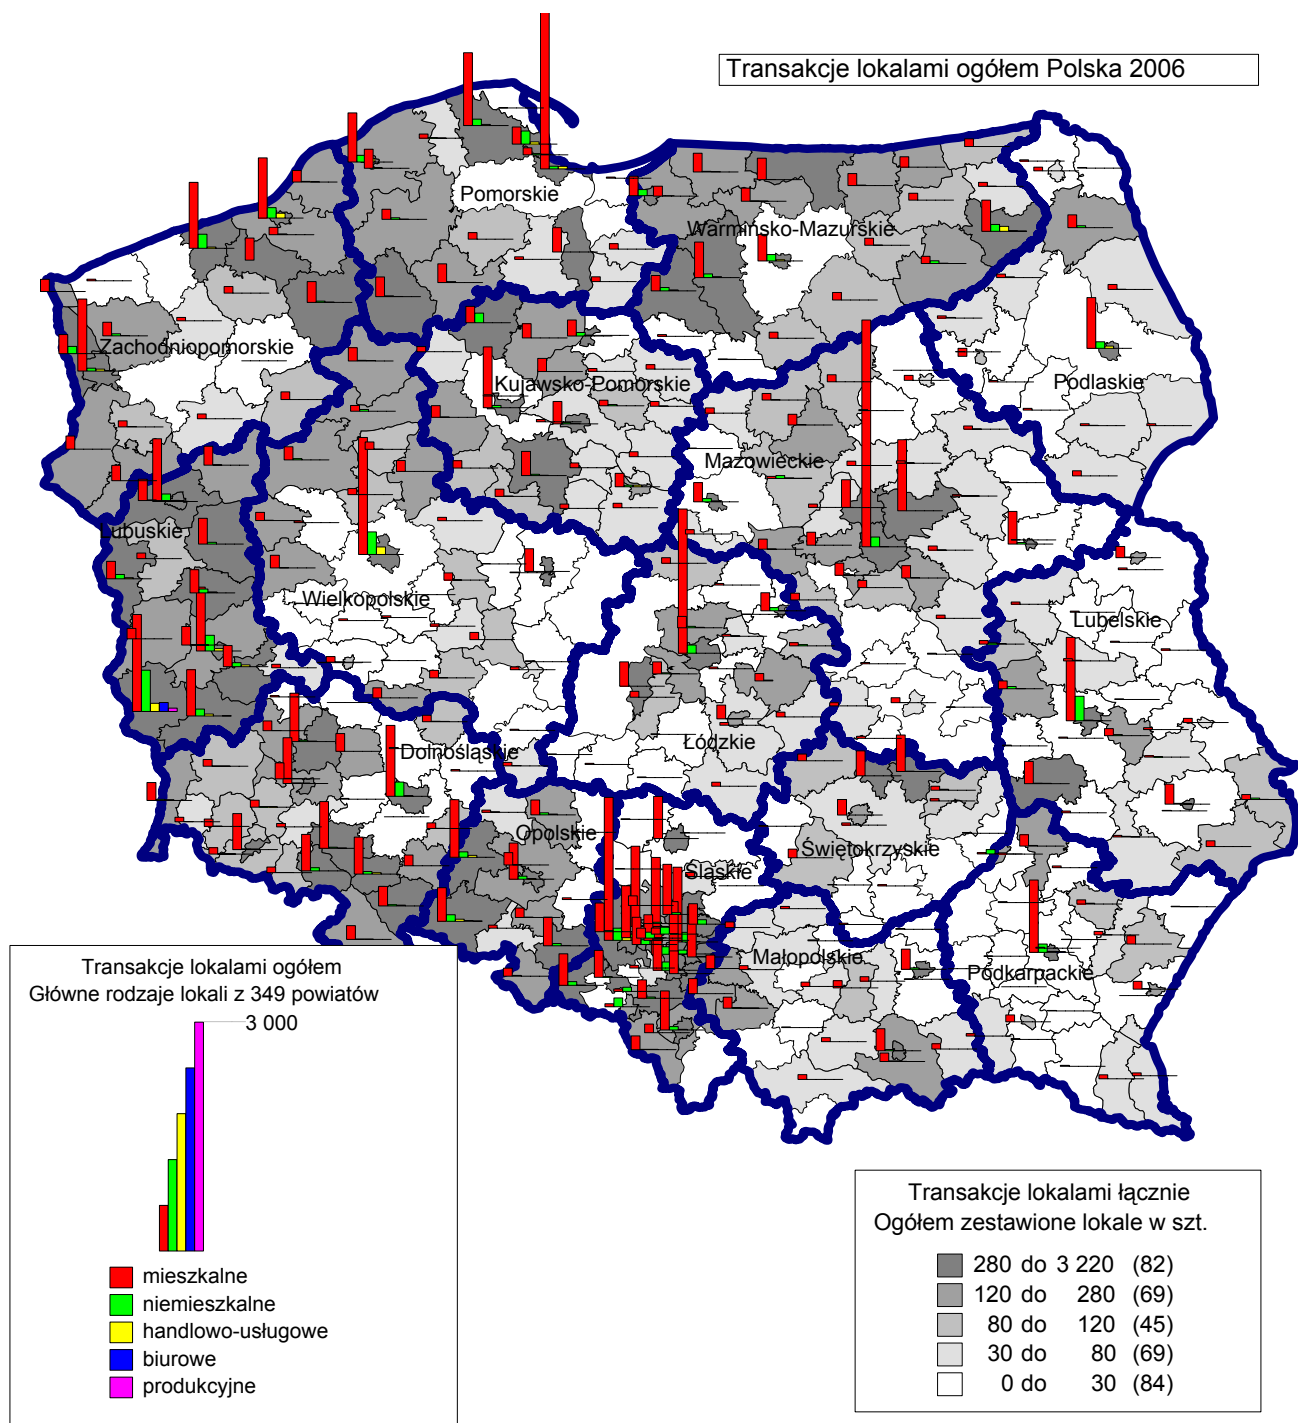 Transakcje lokalami ogółem Polska 2006
Pomorskie
Warmińsko-Mazurskie
Zachodniopomorskie
Kujawsko-Pomorskie
Podlaskie
Mazowieckie
Lubuskie
Wielkopolskie
Lubelskie
Dolnośląskie
Łódzkie
Opolskie
Śląskie
Świętokrzyskie
Małopolskie
Podkarpackie
Transakcje lokalami ogółem
Główne rodzaje lokali z 349 powiatów
3 000
mieszkalne
niemieszkalne
handlowo-usługowe
biurowe
produkcyjne
Transakcje lokalami łącznie
Ogółem zestawione lokale w szt.
280 do 3 220 (82)
120 do 280 (69)
80 do 120 (45)
30 do 80 (69)
0 do 30 (84)